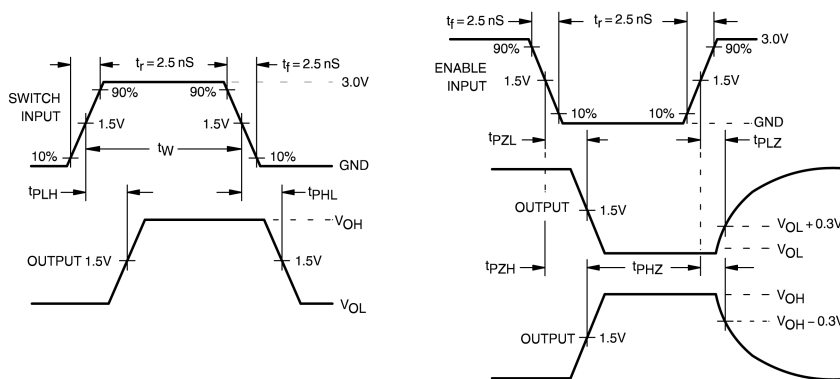 tr = 2.5 nS
tf = 2.5 nS
3.0V
SWITCH
INPUT
90%
90%
1.5V
1.5V
tW
10%
10%
GND
tPLH
tPHL
VOH
OUTPUT 1.5V
1.5V
VOL
tf = 2.5 nS
tr = 2.5 nS
3.0V
90%
90%
ENABLE
INPUT
1.5V
1.5V
10%
10%
GND
tPZL
tPLZ
OUTPUT
1.5V
VOL + 0.3V
VOL
tPZH
tPHZ
VOH
VOH – 0.3V
OUTPUT
1.5V